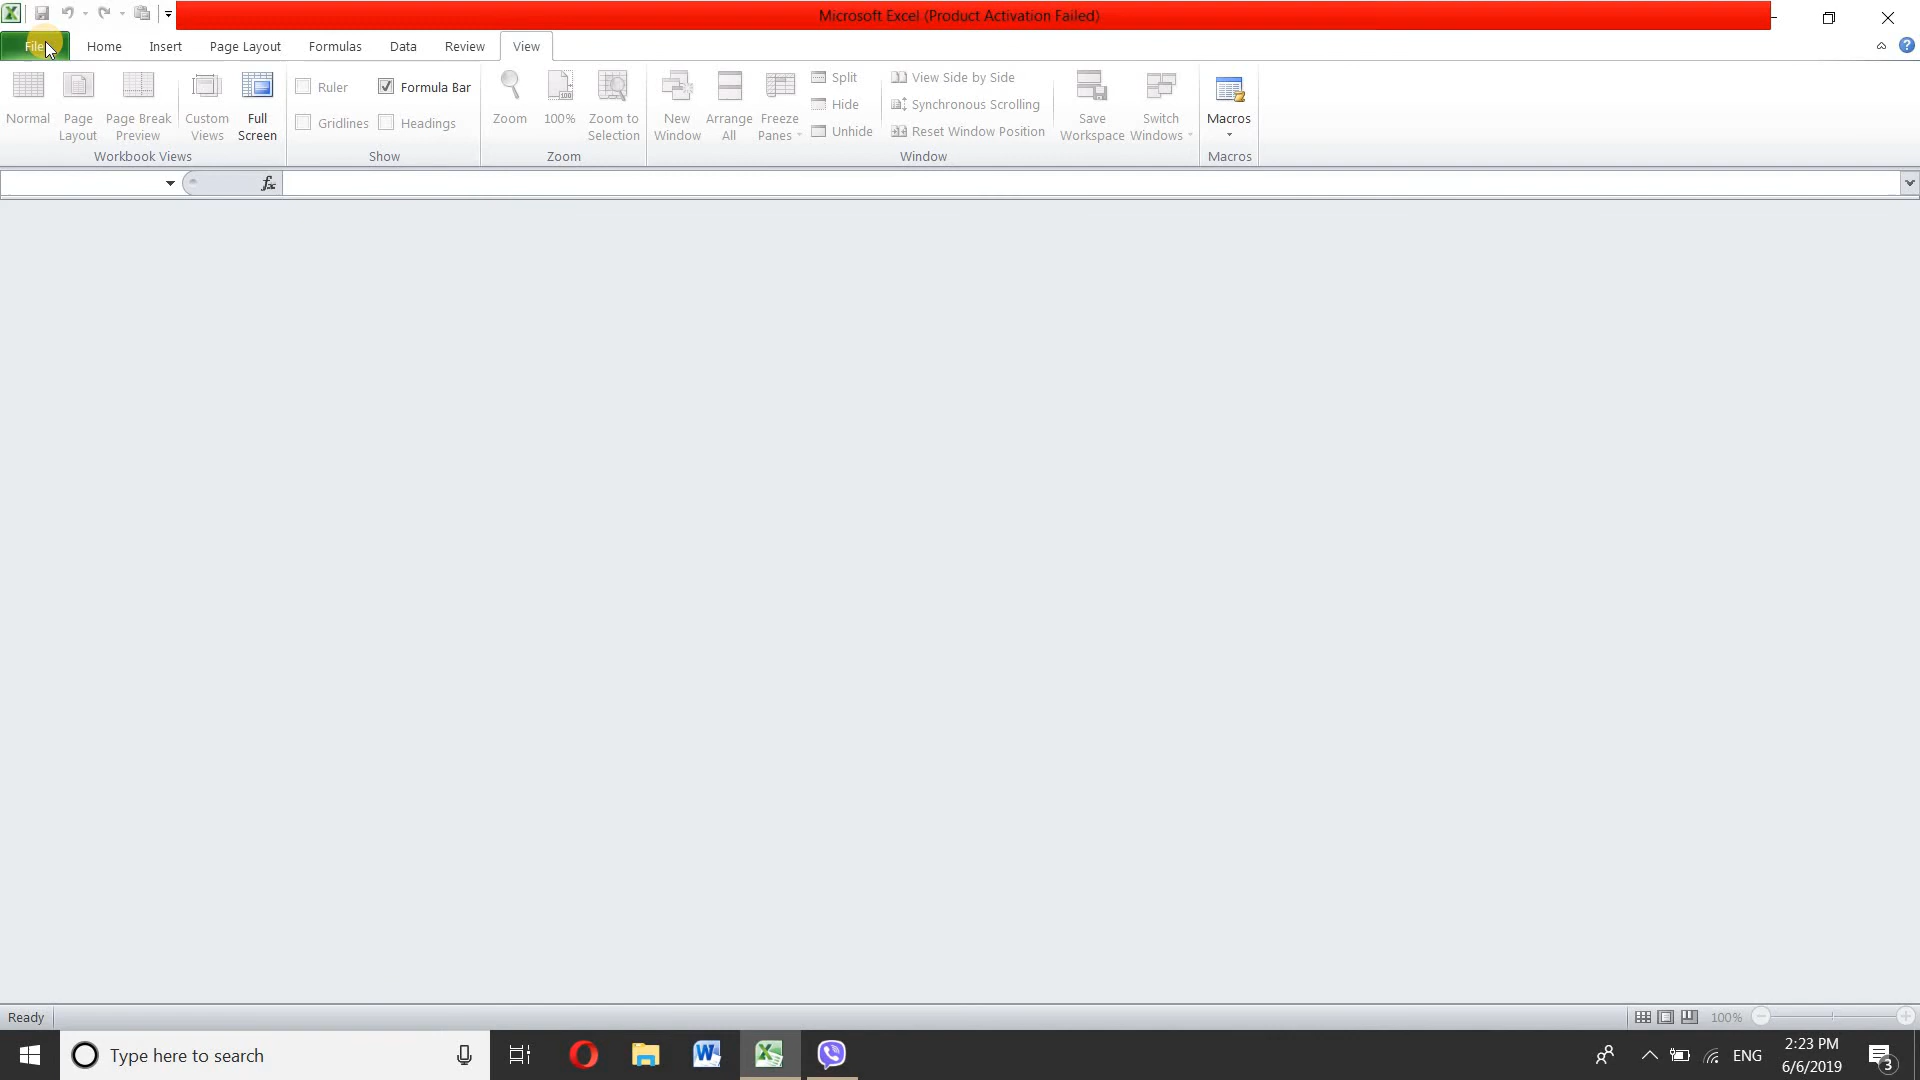 Microsoft Excel (Product Activation Failed)
File Home Insert Page Layout Formulas Data Review View
Normal
Page Layout
Page Break Preview
Custom Views
Full Screen
Workbook Views
Ruler
Formula Bar
Gridlines
Headings
Show
Zoom
100%
Zoom to Selection
Zoom
New Window
Arrange All
Freeze Panes
Split
Hide
Unhide
View Side by Side
Synchronous Scrolling
Reset Window Position
Save Workspace
Switch Windows
Window
Macros
Macros
fx
Ready
100%
Type here to search
ENG
2:23 PM
6/6/2019
3